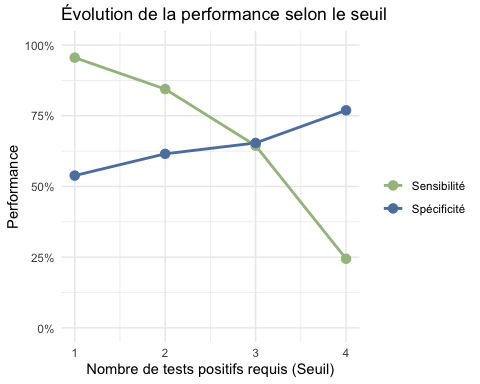 Évolution de la performance selon le seuil
100%
75%
50%
25%
0%
Performance
1 2 3 4
Nombre de tests positifs requis (Seuil)
Sensibilité
Spécificité